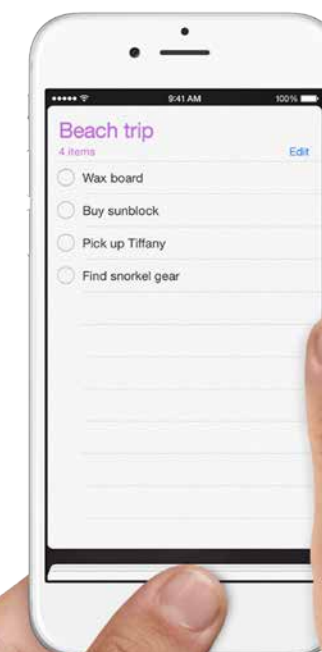 9:41 AM 100%
Beach trip
4 items Edit
Wax board
Buy sunblock
Pick up Tiffany
Find snorkel gear